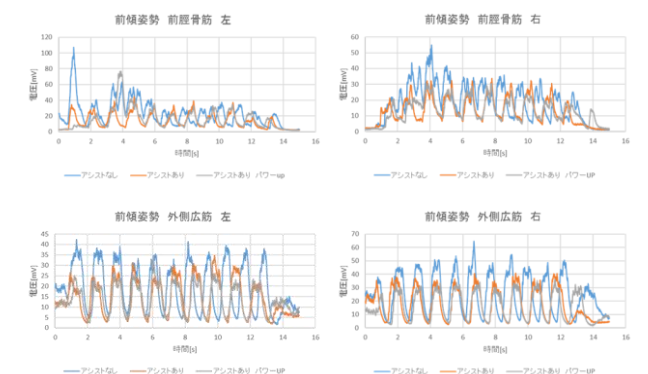 前傾姿勢 前脛骨筋 左
120
100
80
60
40
20
0
電圧[mV]
0 2 4 6 8 10 12 14 16
時間[s]
アシストなし アシストあり アシストあり パワーup
前傾姿勢 前脛骨筋 右
60
50
40
30
20
10
0
電圧[mV]
0 2 4 6 8 10 12 14 16
時間[s]
アシストなし アシストあり アシストあり パワーUP
前傾姿勢 外側広筋 左
45
40
35
30
25
20
15
10
5
0
電圧[mV]
0 2 4 6 8 10 12 14 16
時間[s]
アシストなし アシストあり アシストあり パワーUP
前傾姿勢 外側広筋 右
70
60
50
40
30
20
10
0
電圧[mV]
0 2 4 6 8 10 12 14 16
時間[s]
アシストなし アシストあり アシストあり パワーUP